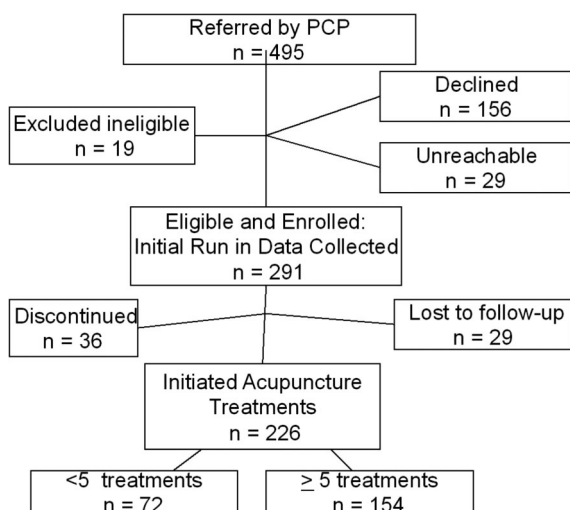 Referred by PCP
n = 495
Declined
n = 156
Excluded ineligible
n = 19
Unreachable
n = 29
Eligible and Enrolled:
Initial Run in Data Collected
n = 291
Discontinued
n = 36
Lost to follow-up
n = 29
Initiated Acupuncture
Treatments
n = 226
<5 treatments
n = 72
≥ 5 treatments
n = 154